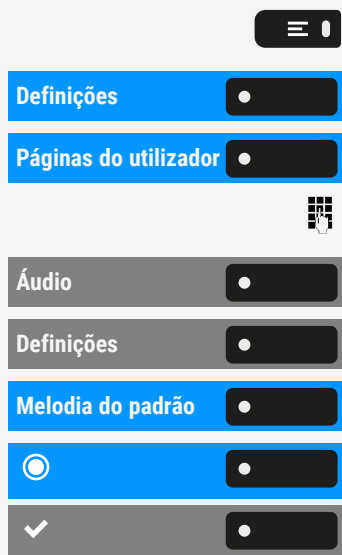 Definições
Páginas do utilizador
Áudio
Definições
Melodia do padrão